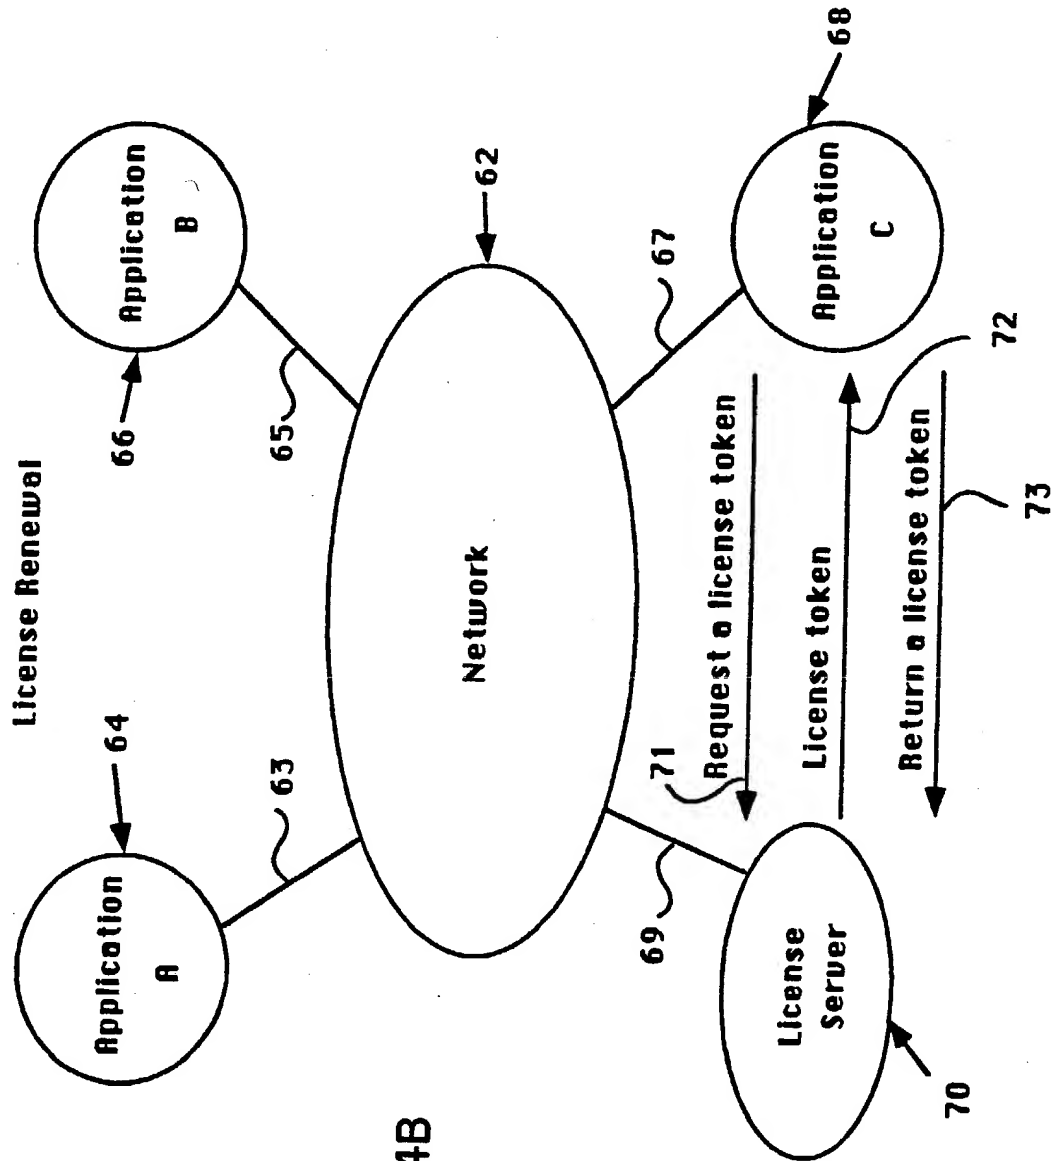 License Renewal
Application
A
64
63
Application
B
66
65
Network
62
69
67
License
Server
70
71
Request a license token
License token
72
Return a license token
73
Application
C
68
4B